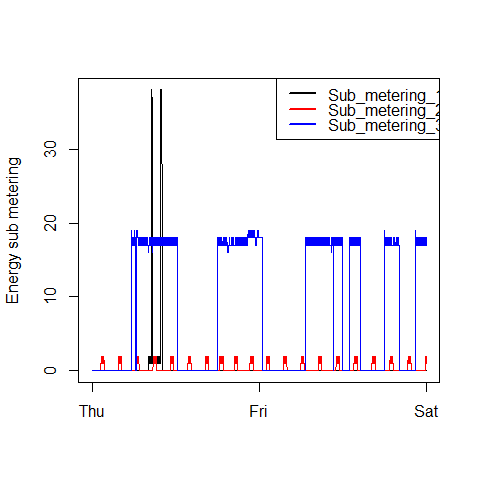 Sub_metering_1
Sub_metering_2
Sub_metering_3
Energy sub metering
30
20
10
0
Thu
Fri
Sat